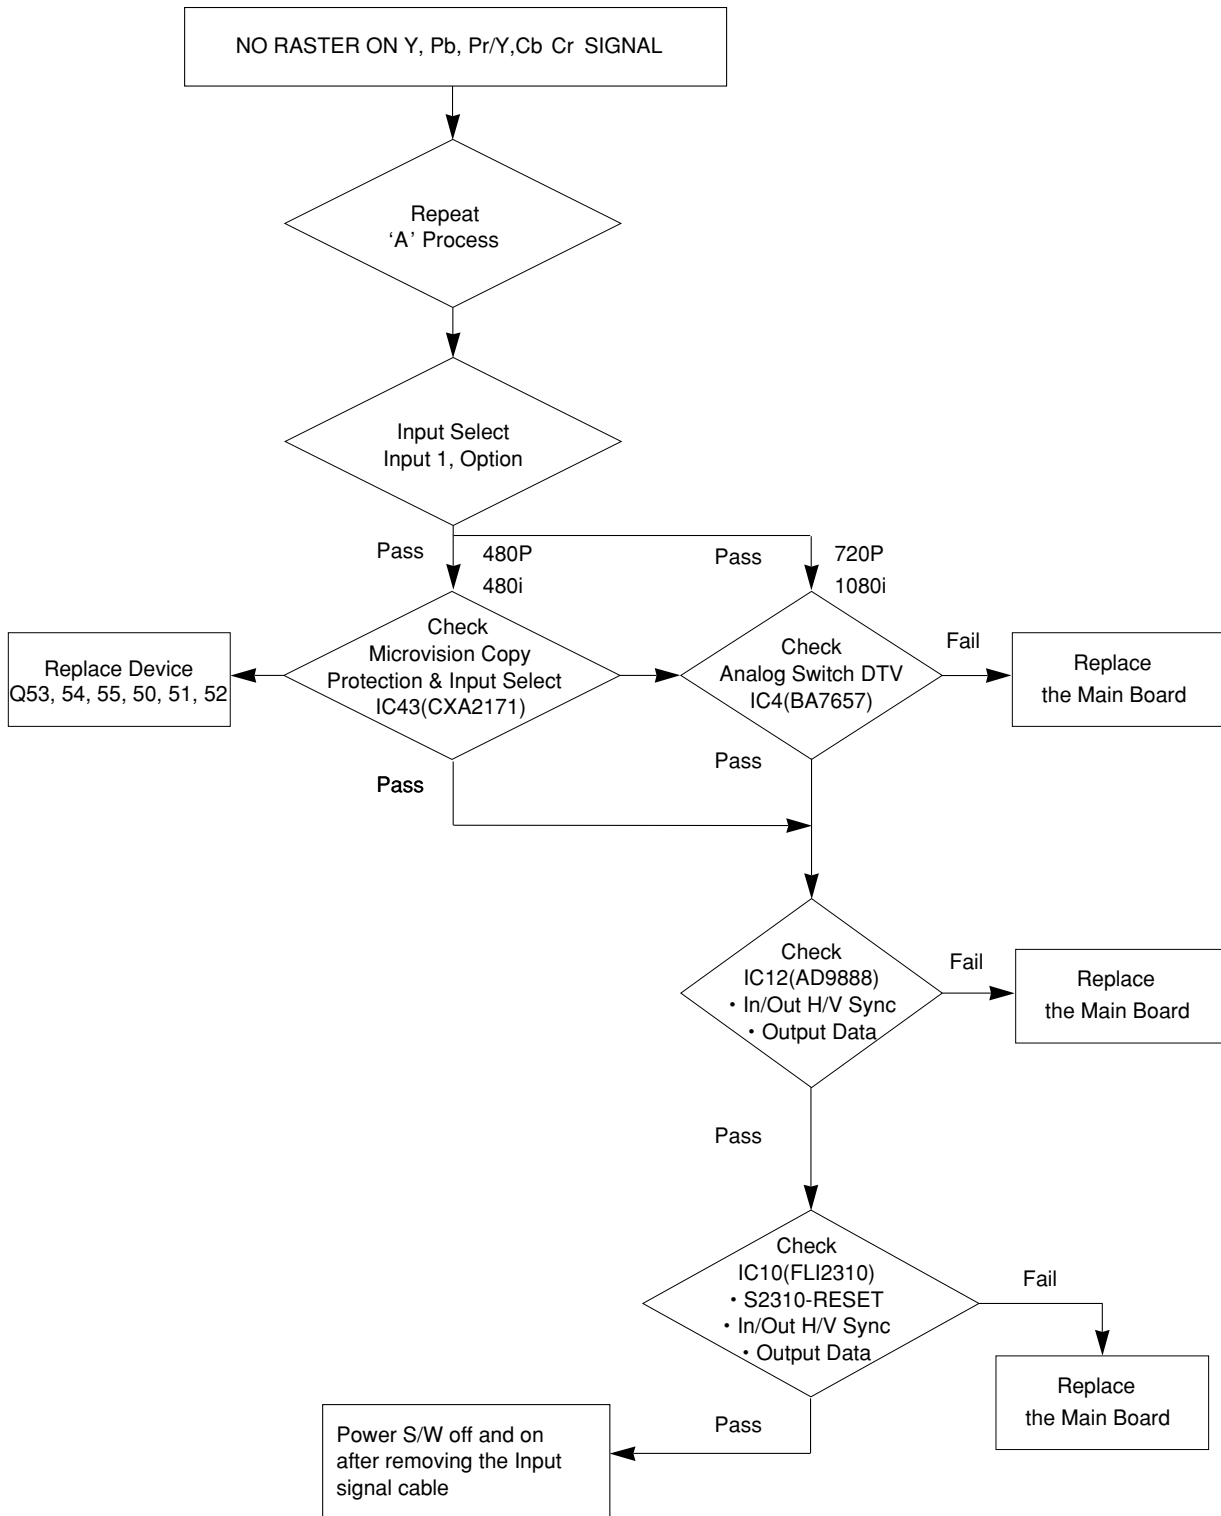 NO RASTER ON Y, Pb, Pr/Y,Cb Cr SIGNAL
Repeat
‘A’ Process
Input Select
Input 1, Option
Pass
480P
480i
Pass
720P
1080i
Check
Microvision Copy
Protection & Input Select
IC43(CXA2171)
Replace Device
Q53, 54, 55, 50, 51, 52
Check
Analog Switch DTV
IC4(BA7657)
Fail
Replace
the Main Board
Pass
Pass
Check
IC12(AD9888)
• In/Out H/V Sync
• Output Data
Fail
Replace
the Main Board
Pass
Check
IC10(FLI2310)
• S2310-RESET
• In/Out H/V Sync
• Output Data
Fail
Replace
the Main Board
Pass
Power S/W off and on
after removing the Input
signal cable